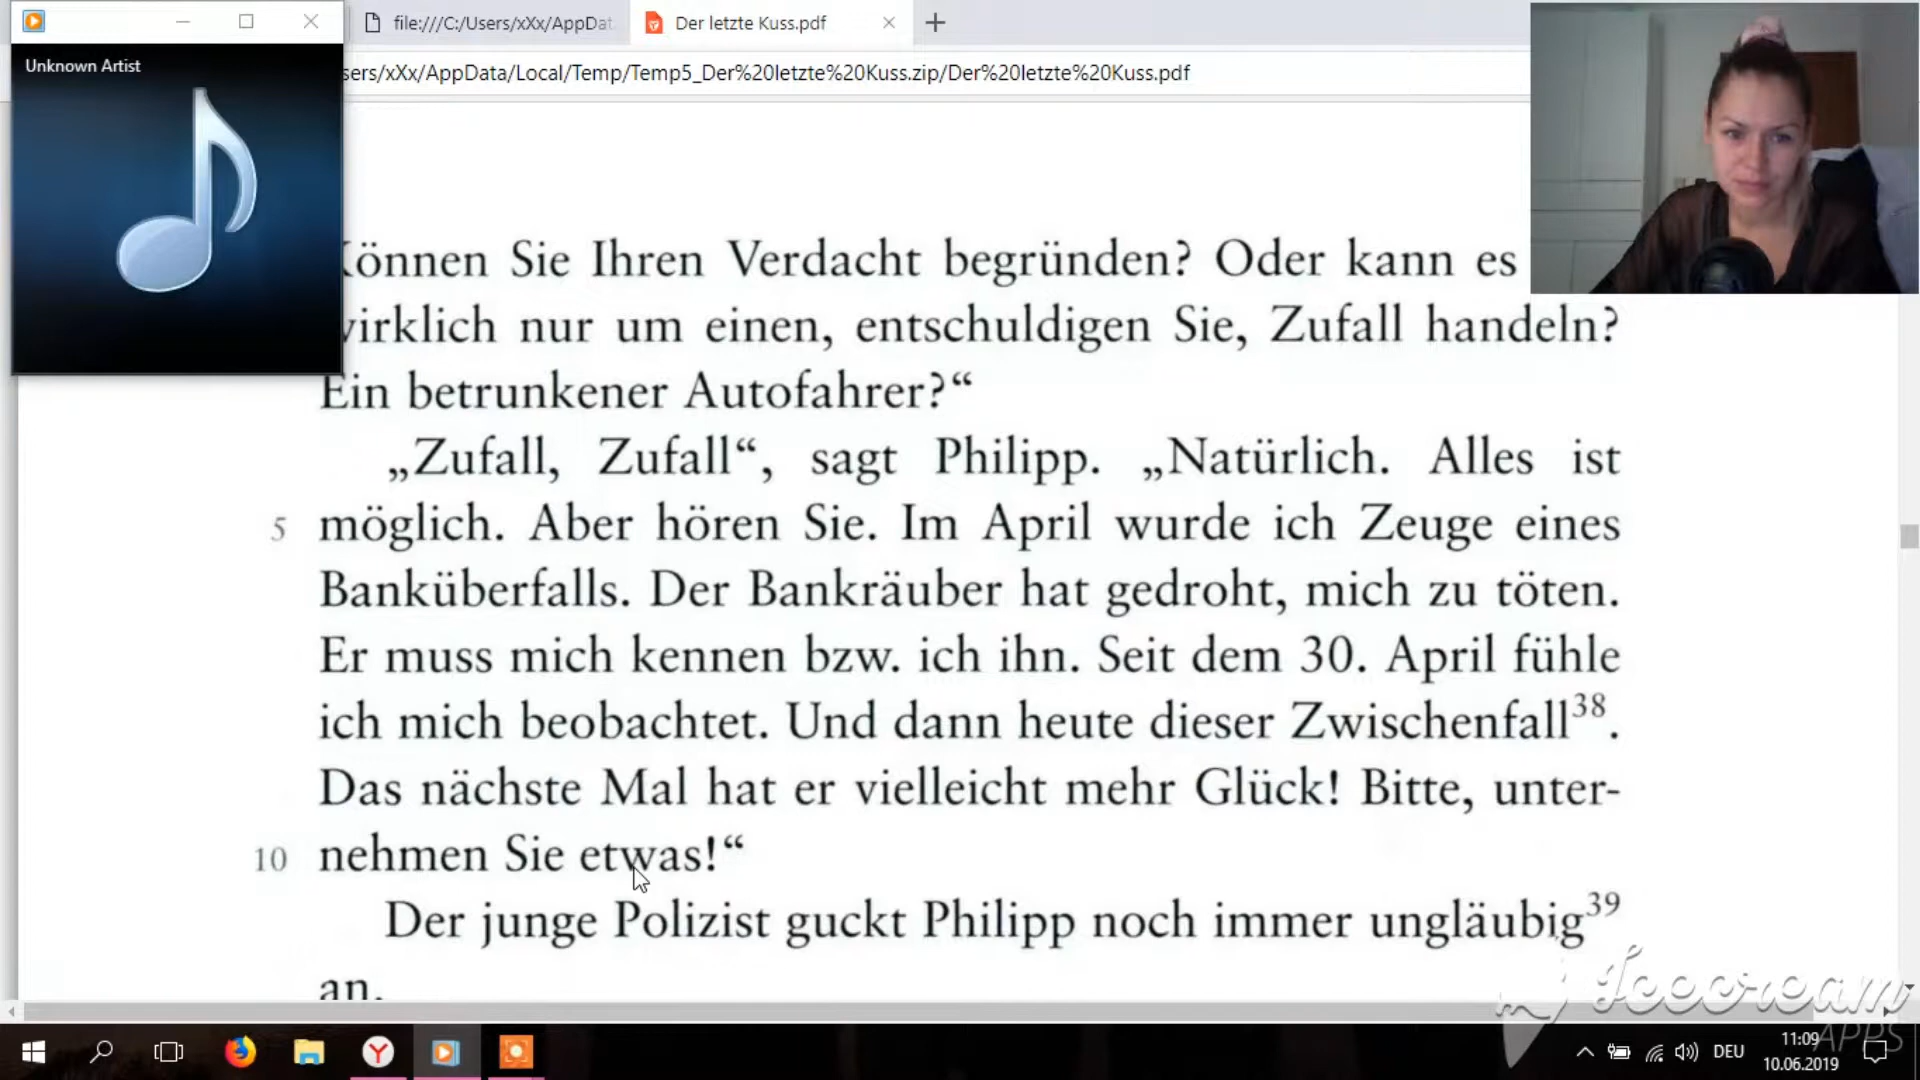 Unknown Artist
file:///C:/Users/xXx/AppDat
Der letzte Kuss.pdf
sers/xXx/AppData/Local/Temp/Temp5_Der%20letzte%20Kuss.zip/Der%20letzte%20Kuss.pdf
Können Sie Ihren Verdacht begründen? Oder kann es
wirklich nur um einen, entschuldigen Sie, Zufall handeln?
Ein betrunkener Autofahrer?“
„Zufall, Zufall“, sagt Philipp. „Natürlich. Alles ist
5 möglich. Aber hören Sie. Im April wurde ich Zeuge eines
Banküberfalls. Der Bankräuber hat gedroht, mich zu töten.
Er muss mich kennen bzw. ich ihn. Seit dem 30. April fühle
ich mich beobachtet. Und dann heute dieser Zwischenfall38.
Das nächste Mal hat er vielleicht mehr Glück! Bitte, unter-
10 nehmen Sie etwas!“
Der junge Polizist guckt Philipp noch immer ungläubig39
an.
Icecream
APPS
DEU
11:09
10.06.2019